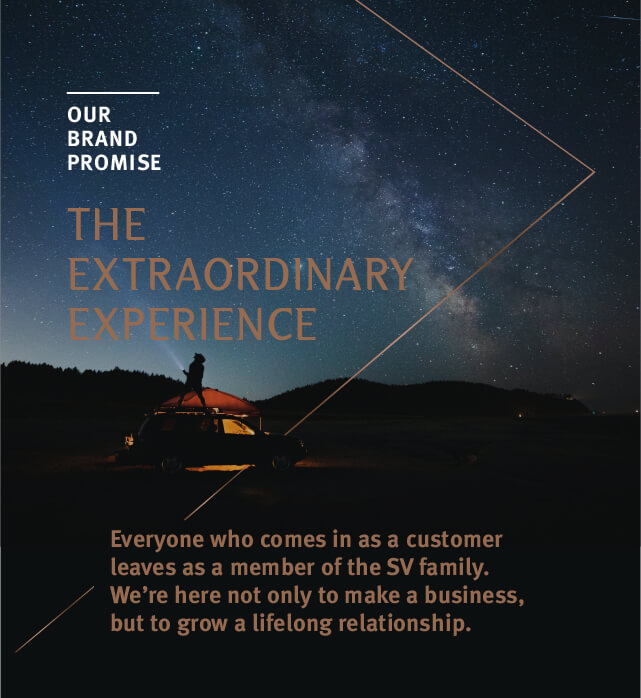 OUR
BRAND
PROMISE
THE
EXTRAORDINARY
EXPERIENCE
Everyone who comes in as a customer
leaves as a member of the SV family.
We’re here not only to make a business,
but to grow a lifelong relationship.